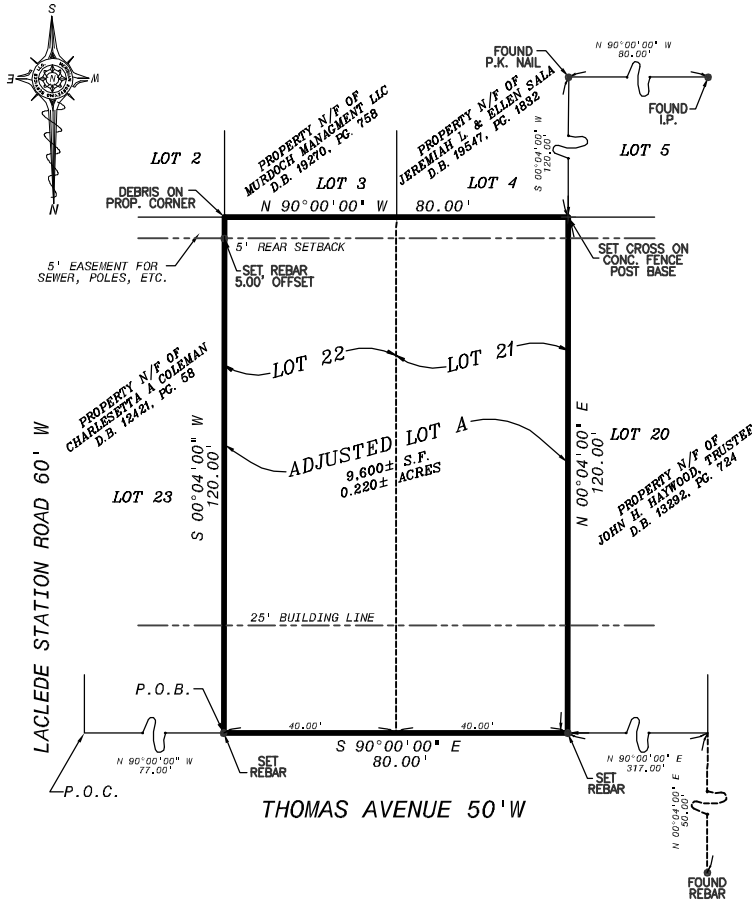 S
E
W
N
N
N 90°00'00" W
80.00'
FOUND
P.K. NAIL
FOUND
I.P.
PROPERTY N/F OF
MURDOCH MANAGMENT LLC
D.B. 19270, PG. 758
PROPERTY N/F OF
JEREMIAH L. & ELLEN SALA
D.B. 19547, PG. 1832
LOT 2
LOT 3
LOT 4
LOT 5
S 00°04'00" W
120.00'
DEBRIS ON
PROP. CORNER
N 90°00'00" W 80.00'
5' REAR SETBACK
5' EASEMENT FOR
SEWER, POLES, ETC.
SET REBAR
5.00' OFFSET
SET CROSS ON
CONC. FENCE
POST BASE
LOT 22
LOT 21
PROPERTY N/F OF
CHARLESETTA A COLEMAN
D.B. 12421, PG. 58
ADJUSTED LOT A
9,600± S.F.
0.220± ACRES
S 00°04'00" W
120.00'
N 00°04'00" E
120.00'
LOT 20
PROPERTY N/F OF
JOHN H. HAYWOOD, TRUSTEE
D.B. 13292, PG. 724
LOT 23
LACLEDE STATION ROAD 60' W
25' BUILDING LINE
P.O.B.
40.00'
40.00'
S 90°00'00" E
80.00'
N 90°00'00" W
77.00'
SET
REBAR
SET
REBAR
N 90°00'00" E
317.00'
P.O.C.
THOMAS AVENUE 50'W
N 00°04'00" E
50.00'
FOUND
REBAR